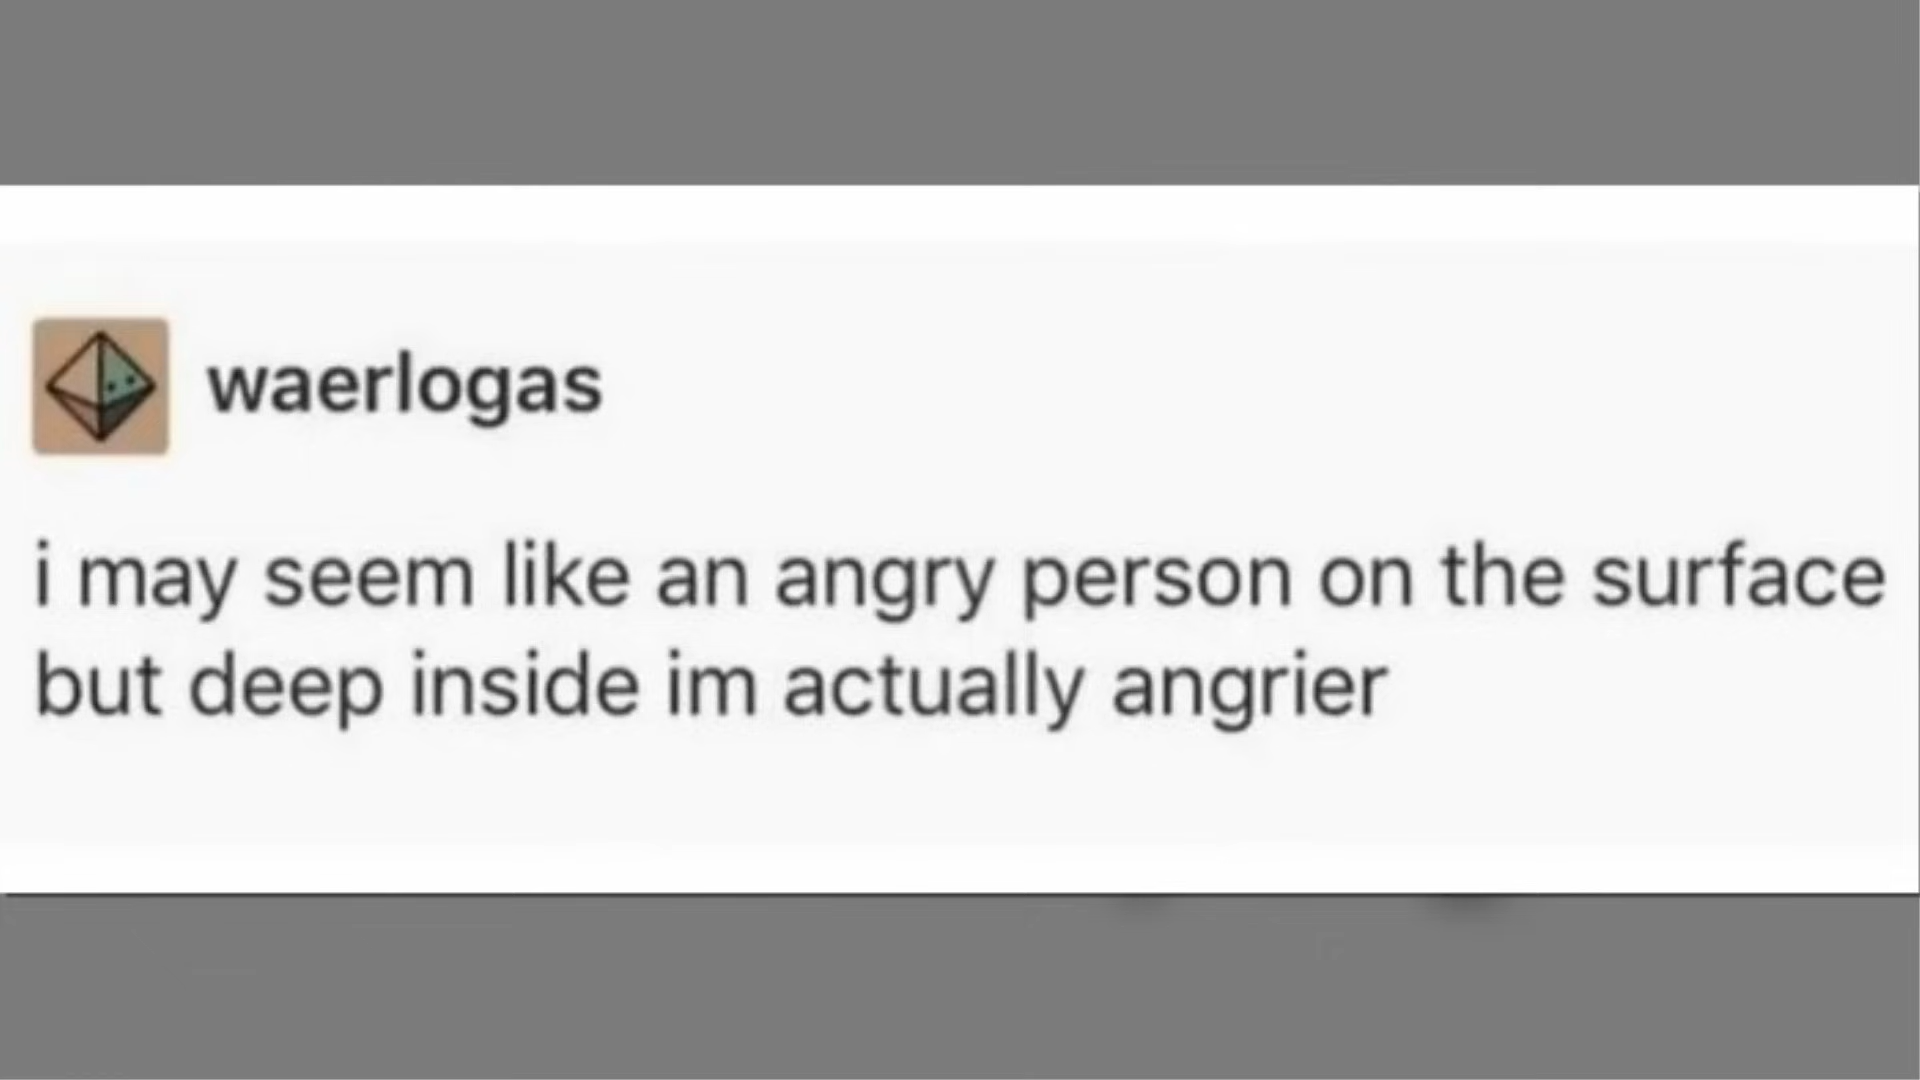 waerlogas
i may seem like an angry person on the surface
but deep inside im actually angrier